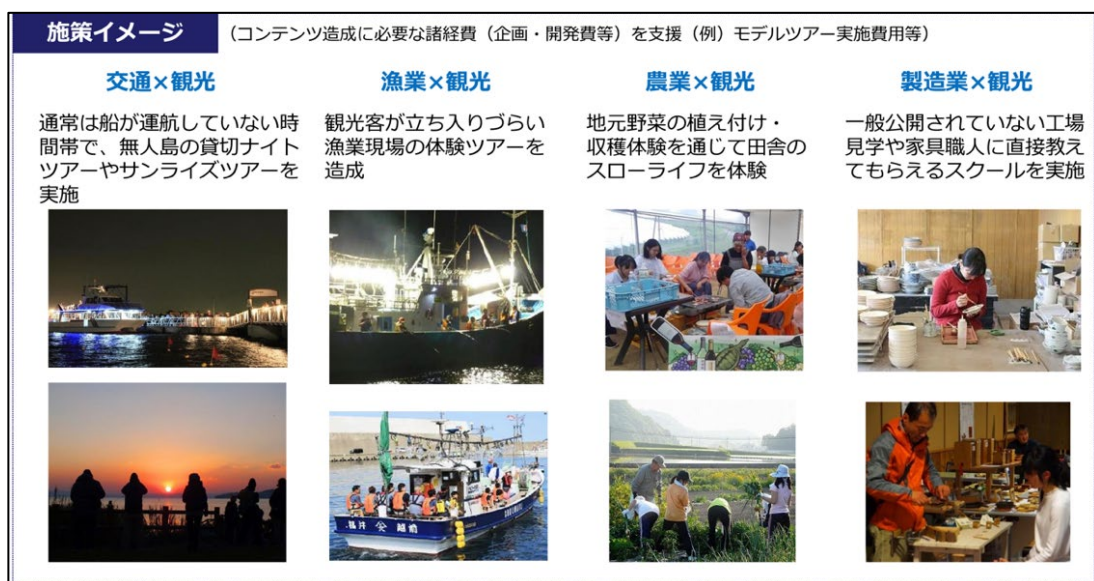 施策イメージ
（コンテンツ造成に必要な諸経費（企画・開発費等）を支援（例）モデルツアー実施費用等）
交通×観光
通常は船が運航していない時
間帯で、無人島の貸切ナイト
ツアーやサンライズツアーを
実施
漁業×観光
観光客が立ち入りづらい
漁業現場の体験ツアーを
造成
農業×観光
地元野菜の植え付け・
収穫体験を通じて田舎の
スローライフを体験
製造業×観光
一般公開されていない工場
見学や家具職人に直接教え
てもらえるスクールを実施